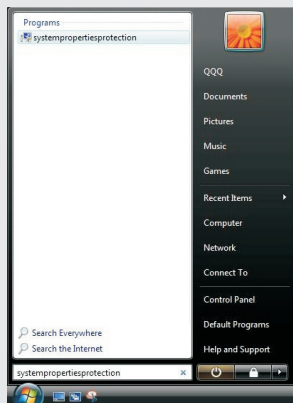 Programs
systempropertiesprotection
Search Everywhere
Search the Internet
systempropertiesprotection
QQQ
Documents
Pictures
Music
Games
Recent Items
Computer
Network
Connect To
Control Panel
Default Programs
Help and Support